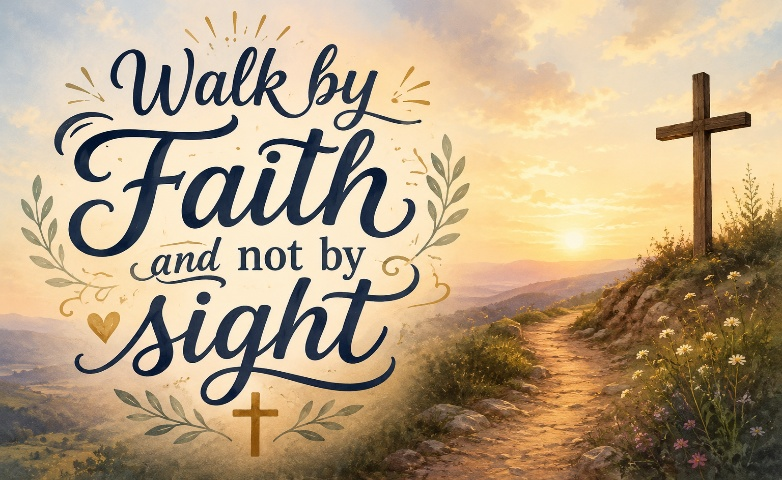 Walk by
Faith
and not by
sight